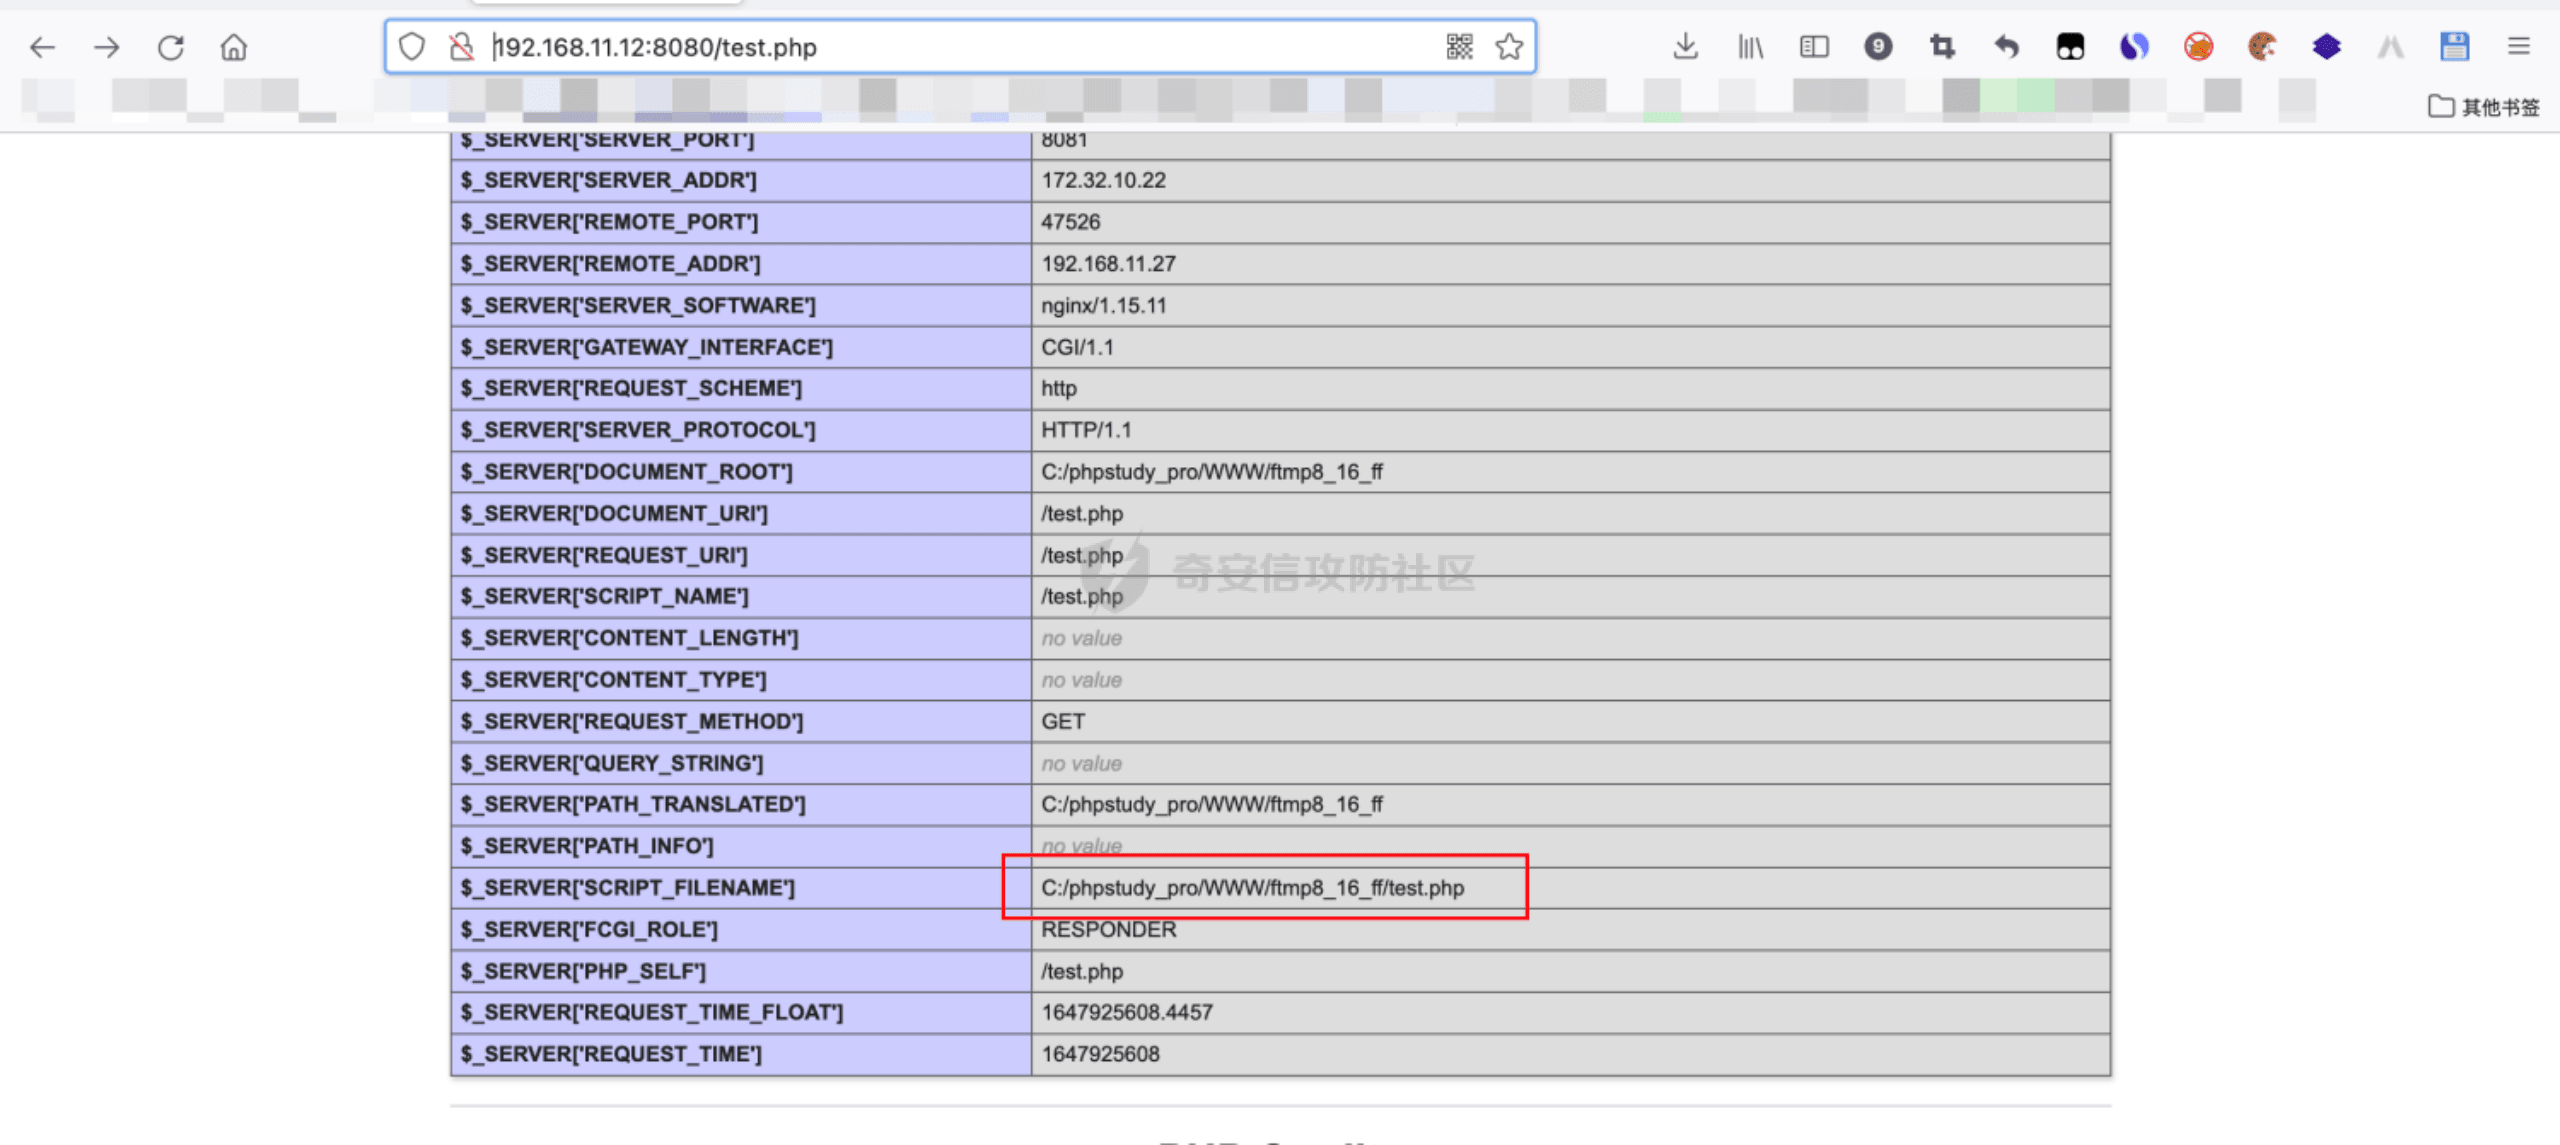 192.168.11.12:8080/test.php
9
其他书签
$_SERVER['SERVER_PORT'] 8081
$_SERVER['SERVER_ADDR'] 172.32.10.22
$_SERVER['REMOTE_PORT'] 47526
$_SERVER['REMOTE_ADDR'] 192.168.11.27
$_SERVER['SERVER_SOFTWARE'] nginx/1.15.11
$_SERVER['GATEWAY_INTERFACE'] CGI/1.1
$_SERVER['REQUEST_SCHEME'] http
$_SERVER['SERVER_PROTOCOL'] HTTP/1.1
$_SERVER['DOCUMENT_ROOT'] C:/phpstudy_pro/WWW/ftmp8_16_ff
$_SERVER['DOCUMENT_URI'] /test.php
$_SERVER['REQUEST_URI'] /test.php
奇安信攻防社区
$_SERVER['SCRIPT_NAME'] /test.php
$_SERVER['CONTENT_LENGTH'] no value
$_SERVER['CONTENT_TYPE'] no value
$_SERVER['REQUEST_METHOD'] GET
$_SERVER['QUERY_STRING'] no value
$_SERVER['PATH_TRANSLATED'] C:/phpstudy_pro/WWW/ftmp8_16_ff
$_SERVER['PATH_INFO'] no value
$_SERVER['SCRIPT_FILENAME'] C:/phpstudy_pro/WWW/ftmp8_16_ff/test.php
$_SERVER['FCGI_ROLE'] RESPONDER
$_SERVER['PHP_SELF'] /test.php
$_SERVER['REQUEST_TIME_FLOAT'] 1647925608.4457
$_SERVER['REQUEST_TIME'] 1647925608